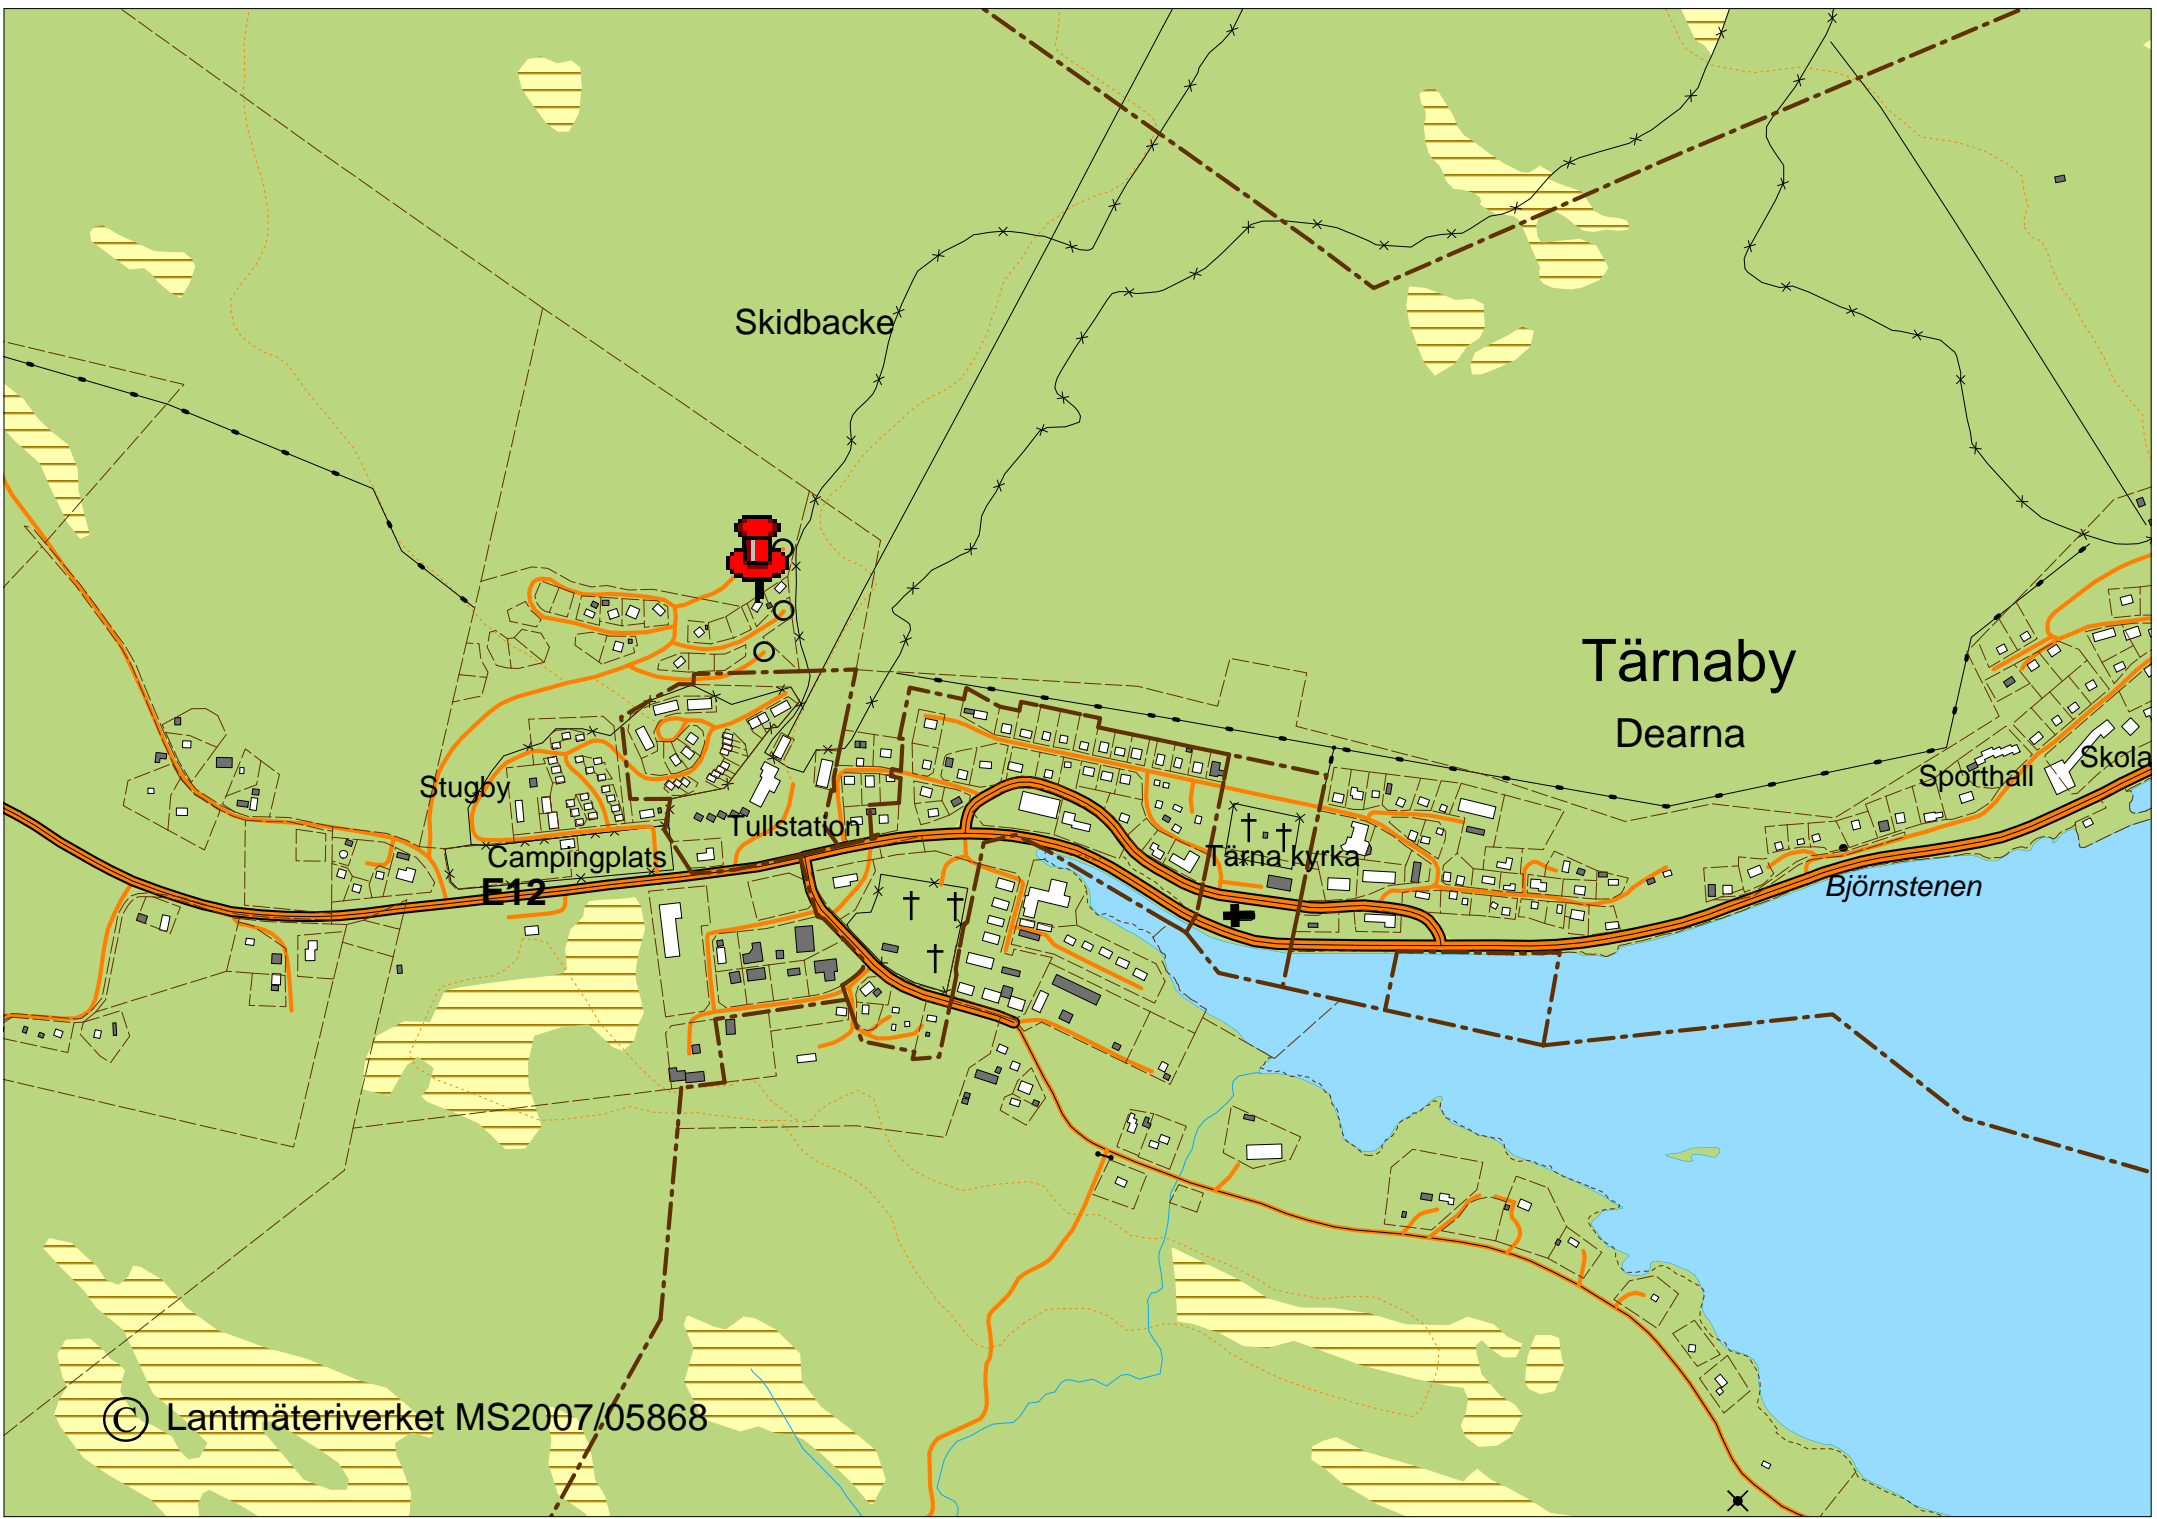 Skidbacke
Tärnaby
Dearna
Skola
Sporthall
Stugby
Tullstation
Campingplats
Tärna kyrka
E12
Björnstenen
© Lantmäteriverket MS2007/05868